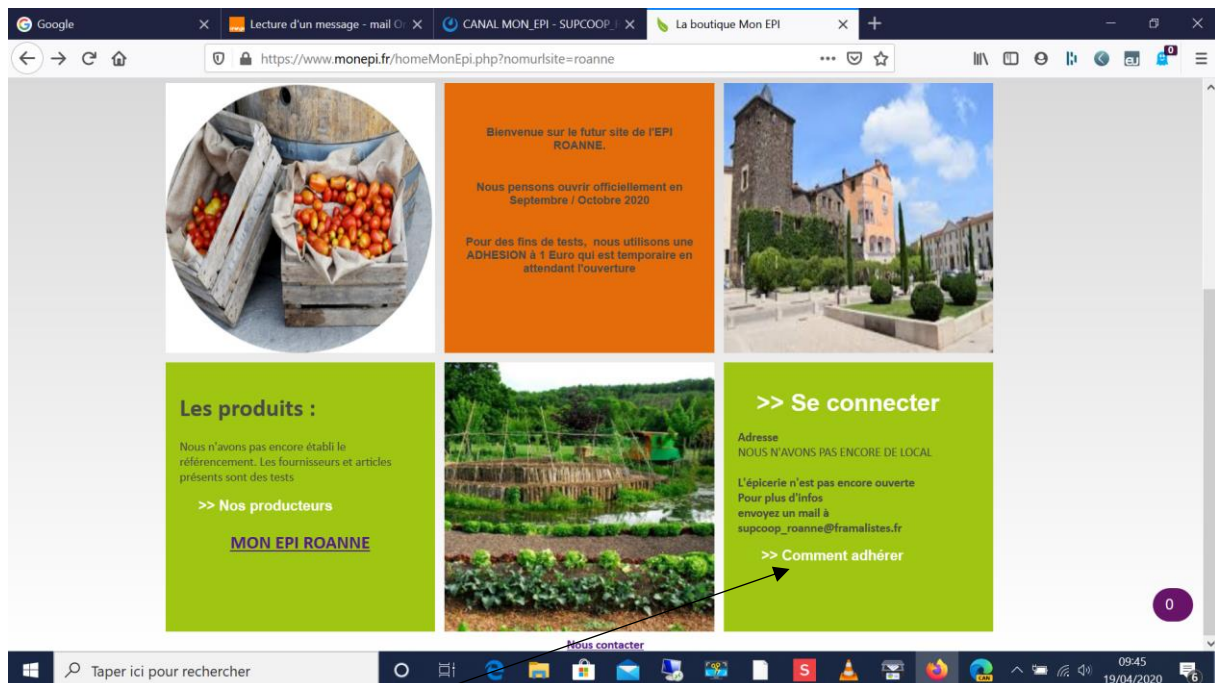 Google
Lecture d'un message - mail O
CANAL MON_EPI - SUPCOOP_
La boutique Mon EPI
https://www.monepi.fr/homeMonEpi.php?nomurlsite=roanne
0
Bienvenue sur le futur site de l'EPI
ROANNE.
Nous pensons ouvrir officiellement en
Septembre / Octobre 2020
Pour des fins de tests, nous utilisons une
ADHESION à 1 Euro qui est temporaire en
attendant l'ouverture
Les produits :
Nous n'avons pas encore établi le
référencement. Les fournisseurs et articles
présents sont des tests
>> Nos producteurs
MON EPI ROANNE
>> Se connecter
Adresse
NOUS N'AVONS PAS ENCORE DE LOCAL
L'épicerie n'est pas encore ouverte
Pour plus d'infos
envoyez un mail à
supcoop_roanne@framalistes.fr
>> Comment adhérer
0
Nous contacter
Taper ici pour rechercher
S
CAN
09:45
19/04/2020
6